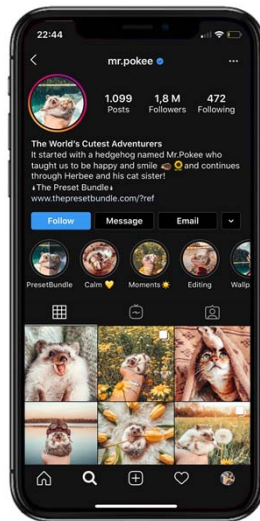 22:44
mr.pokee
1.099 1,8 M 472
Posts Followers Following
The World's Cutest Adventurers
It started with a hedgehog named Mr.Pokee who
taught us to be happy and smile 🦔 🌻 and continues
through Herbee and his cat sister!
↓The Preset Bundle↓
www.thepresetbundle.com/?ref
Follow Message Email
PresetBundle Calm 💛 Moments☀️ Editing Wallp